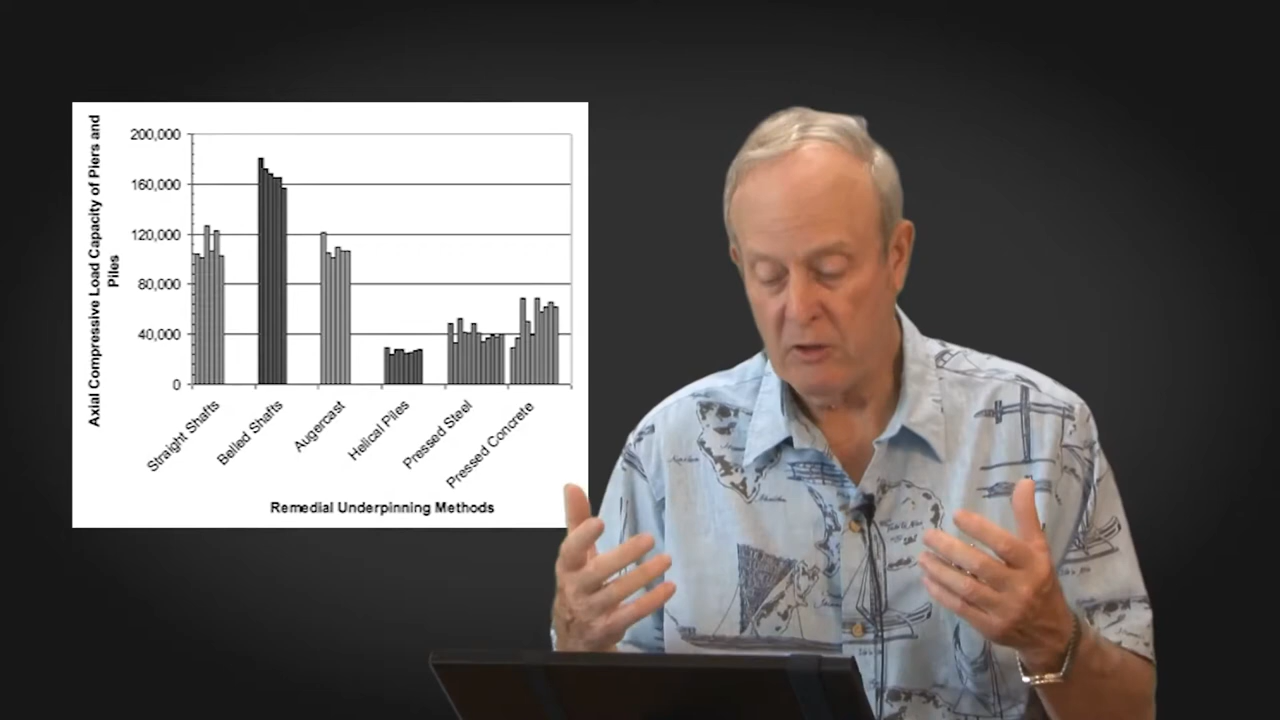 Axial Compressive Load Capacity of Piers and
Piles
200,000
160,000
120,000
80,000
40,000
0
Straight Shafts
Belled Shafts
Augercast
Helical Piles
Pressed Steel
Pressed Concrete
Remedial Underpinning Methods